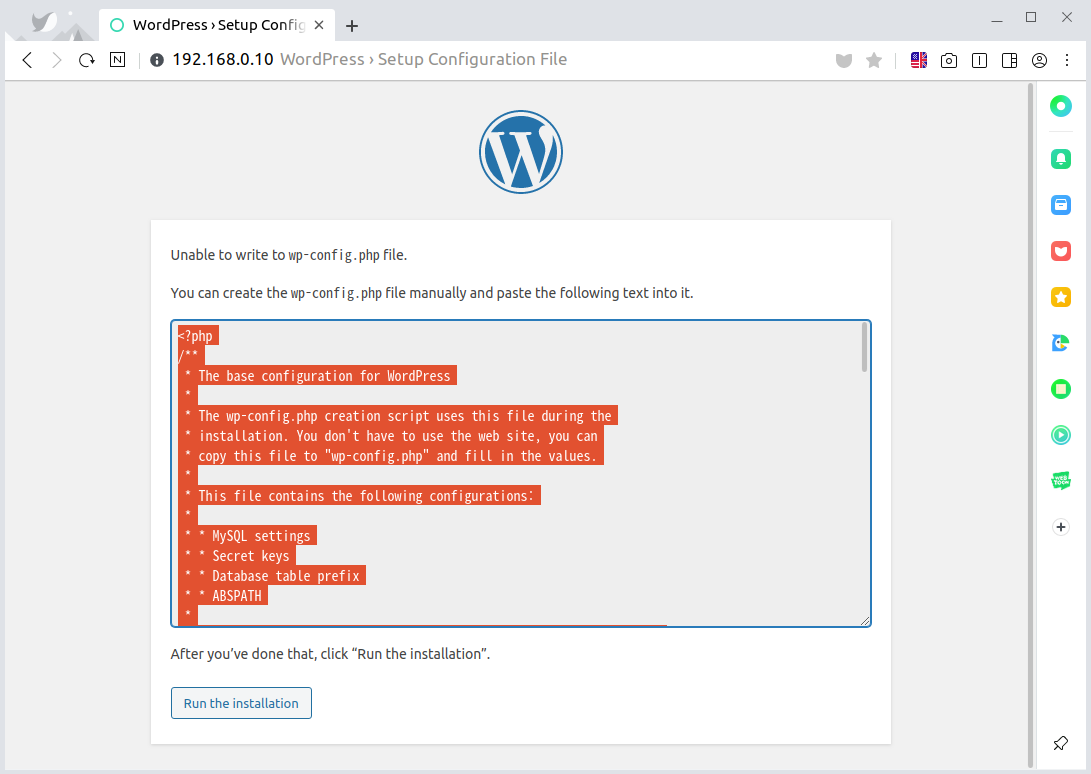 WordPress › Setup Config
192.168.0.10 WordPress › Setup Configuration File
Unable to write to wp-config.php file.
You can create the wp-config.php file manually and paste the following text into it.
<?php
/**
* The base configuration for WordPress
*
* The wp-config.php creation script uses this file during the
* installation. You don't have to use the web site, you can
* copy this file to "wp-config.php" and fill in the values.
*
* This file contains the following configurations:
*
* * MySQL settings
* * Secret keys
* * Database table prefix
* * ABSPATH
*
After you’ve done that, click “Run the installation”.
Run the installation
WEB
TOON